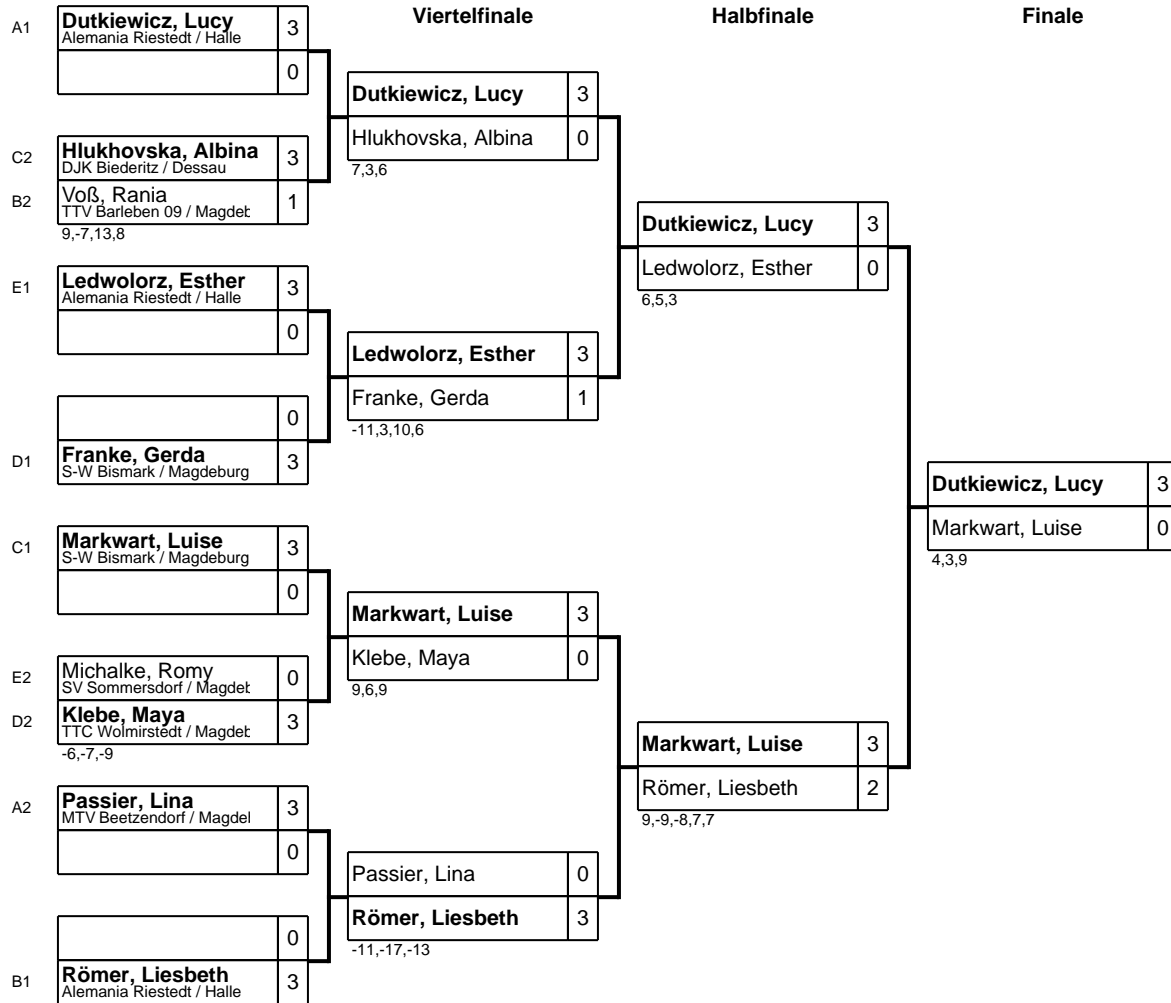 Viertelfinale Halbfinale Finale
A1 Dutkiewicz, Lucy 3
Alemania Riestedt / Halle
0
Dutkiewicz, Lucy 3
Hlukhovska, Albina 0
7,3,6
C2 Hlukhovska, Albina 3
DJK Biederitz / Dessau
B2 Voß, Rania 1
TTV Barleben 09 / Magdeb
9,-7,13,8
Dutkiewicz, Lucy 3
Ledwolorz, Esther 0
6,5,3
E1 Ledwolorz, Esther 3
Alemania Riestedt / Halle
0
Ledwolorz, Esther 3
Franke, Gerda 1
-11,3,10,6
0
D1 Franke, Gerda 3
S-W Bismark / Magdeburg
Dutkiewicz, Lucy 3
Markwart, Luise 0
4,3,9
C1 Markwart, Luise 3
S-W Bismark / Magdeburg
0
Markwart, Luise 3
Klebe, Maya 0
9,6,9
E2 Michalke, Romy 0
SV Sommersdorf / Magdeb
D2 Klebe, Maya 3
TTC Wolmirstedt / Magdeb
-6,-7,-9
Markwart, Luise 3
Römer, Liesbeth 2
9,-9,-8,7,7
A2 Passier, Lina 3
MTV Beetzendorf / Magdel
0
Passier, Lina 0
Römer, Liesbeth 3
-11,-17,-13
0
B1 Römer, Liesbeth 3
Alemania Riestedt / Halle